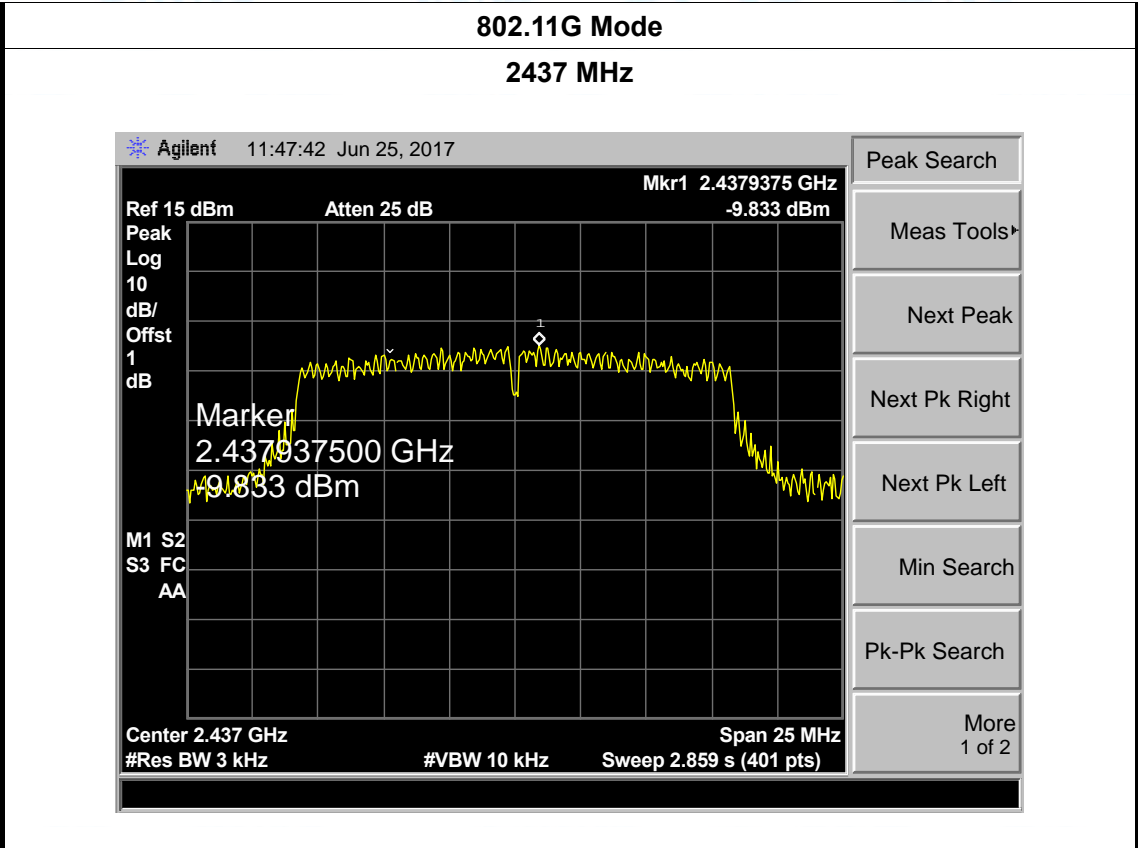 802.11G Mode
2437 MHz
Agilent 11:47:42 Jun 25, 2017
Peak Search
Mkr1 2.4379375 GHz
Ref 15 dBm Atten 25 dB -9.833 dBm
Peak
Log
10
dB/
Offst
1
dB
1
Marker
2.437937500 GHz
-9.833 dBm
M1 S2
S3 FC
AA
Center 2.437 GHz Span 25 MHz
#Res BW 3 kHz #VBW 10 kHz Sweep 2.859 s (401 pts)
Meas Tools
Next Peak
Next Pk Right
Next Pk Left
Min Search
Pk-Pk Search
More
1 of 2